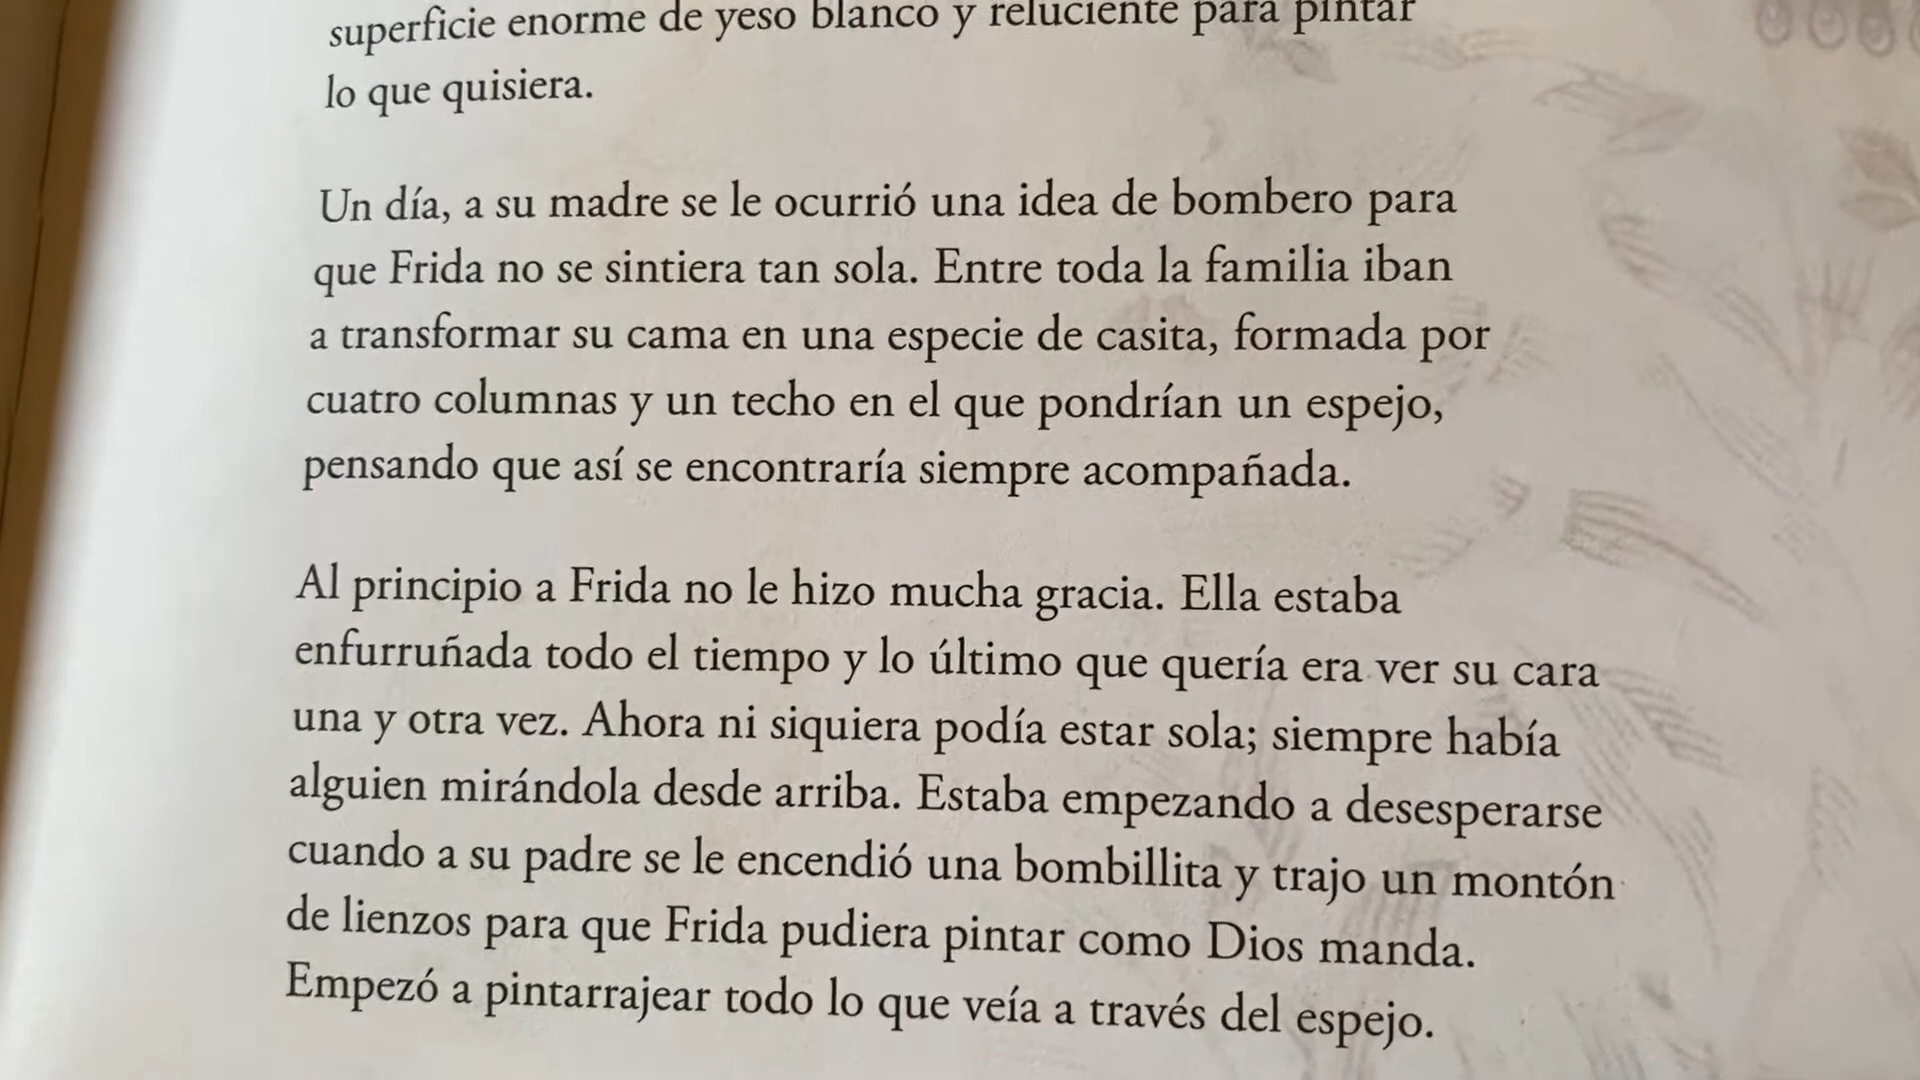 superficie enorme de yeso blanco y reluciente para pintar
lo que quisiera.
Un día, a su madre se le ocurrió una idea de bombero para
que Frida no se sintiera tan sola. Entre toda la familia iban
a transformar su cama en una especie de casita, formada por
cuatro columnas y un techo en el que pondrían un espejo,
pensando que así se encontraría siempre acompañada.
Al principio a Frida no le hizo mucha gracia. Ella estaba
enfurruñada todo el tiempo y lo último que quería era ver su cara
una y otra vez. Ahora ni siquiera podía estar sola; siempre había
alguien mirándola desde arriba. Estaba empezando a desesperarse
cuando a su padre se le encendió una bombillita y trajo un montón
de lienzos para que Frida pudiera pintar como Dios manda.
Empezó a pintarrajear todo lo que veía a través del espejo.